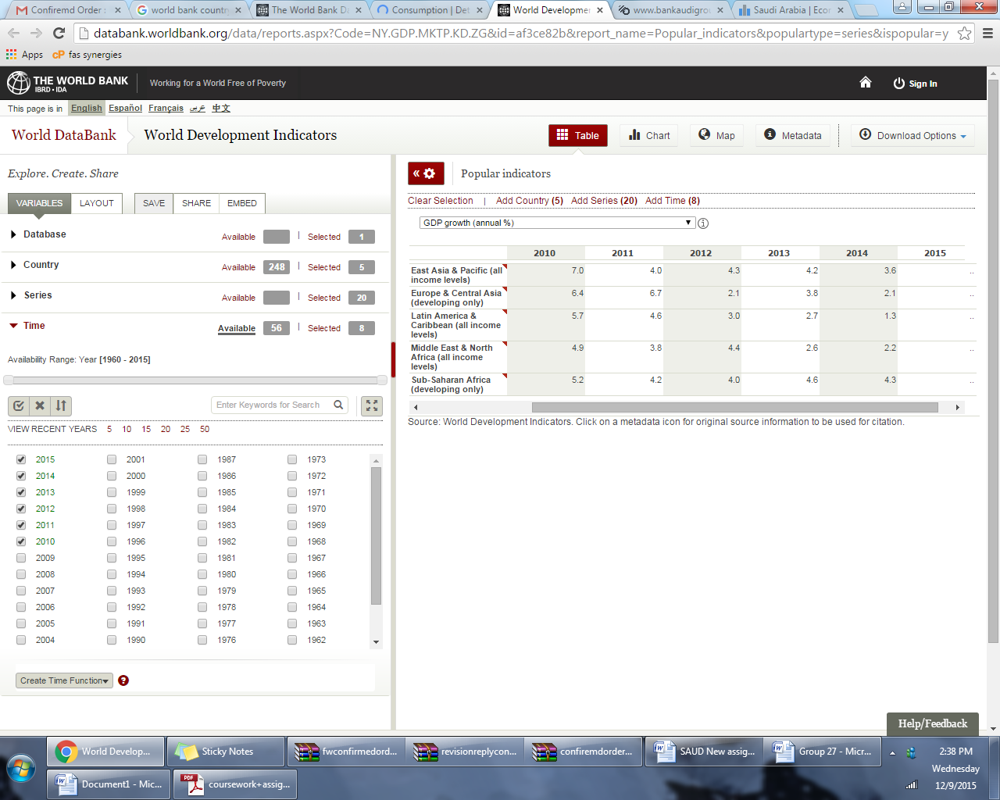 Confiremd Order
world bank countr
The World Bank Da
Consumption | Det
World Developme
www.bankaudigrou
Saudi Arabia | Ecor
databank.worldbank.org/data/reports.aspx?Code=NY.GDP.MKTP.KD.ZG&id=af3ce82b&report_name=Popular_indicators&populartype=series&ispopular=y
Apps
cP fas synergies
THE WORLD BANK
IBRD • IDA
Working for a World Free of Poverty
Sign In
This page is in English Español Français عربي 中文
World DataBank
World Development Indicators
Table
Chart
Map
Metadata
Download Options
Explore. Create. Share
VARIABLES LAYOUT SAVE SHARE EMBED
Database Available | Selected 1
Country Available 248 | Selected 5
Series Available | Selected 20
Time Available 56 | Selected 8
Availability Range: Year [1960 - 2015]
Enter Keywords for Search
VIEW RECENT YEARS 5 10 15 20 25 50
2015 2001 1987 1973
2014 2000 1986 1972
2013 1999 1985 1971
2012 1998 1984 1970
2011 1997 1983 1969
2010 1996 1982 1968
2009 1995 1981 1967
2008 1994 1980 1966
2007 1993 1979 1965
2006 1992 1978 1964
2005 1991 1977 1963
2004 1990 1976 1962
Create Time Function
?
«
Popular indicators
Clear Selection | Add Country (5) Add Series (20) Add Time (8)
GDP growth (annual %)
2010 2011 2012 2013 2014 2015
East Asia & Pacific (all 7.0 4.0 4.3 4.2 3.6 ..
income levels)
Europe & Central Asia 6.4 6.7 2.1 3.8 2.1 ..
(developing only)
Latin America & 5.7 4.6 3.0 2.7 1.3 ..
Caribbean (all income
levels)
Middle East & North 4.9 3.8 4.4 2.6 2.2 ..
Africa (all income
levels)
Sub-Saharan Africa 5.2 4.2 4.0 4.6 4.3 ..
(developing only)
Source: World Development Indicators. Click on a metadata icon for original source information to be used for citation.
Help/Feedback
World Develop...
Sticky Notes
fwconfirmedord...
revisionreplycon...
confiremdorder...
SAUD New assig...
Group 27 - Micr...
2:38 PM
Wednesday
12/9/2015
Document1 - Mic...
PDF
coursework+assig...